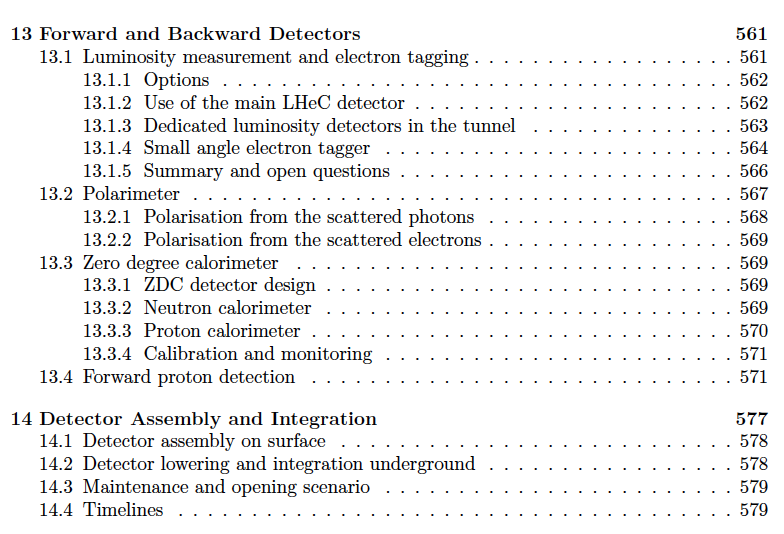 13 Forward and Backward Detectors 561
13.1 Luminosity measurement and electron tagging . . . . . . . . . . . . . . . . . . 561
13.1.1 Options . . . . . . . . . . . . . . . . . . . . . . . . . . . . . . . . . . . 562
13.1.2 Use of the main LHeC detector . . . . . . . . . . . . . . . . . . . . . . 562
13.1.3 Dedicated luminosity detectors in the tunnel . . . . . . . . . . . . . . 563
13.1.4 Small angle electron tagger . . . . . . . . . . . . . . . . . . . . . . . . 564
13.1.5 Summary and open questions . . . . . . . . . . . . . . . . . . . . . . . 566
13.2 Polarimeter . . . . . . . . . . . . . . . . . . . . . . . . . . . . . . . . . . . . . 567
13.2.1 Polarisation from the scattered photons . . . . . . . . . . . . . . . . . 568
13.2.2 Polarisation from the scattered electrons . . . . . . . . . . . . . . . . . 569
13.3 Zero degree calorimeter . . . . . . . . . . . . . . . . . . . . . . . . . . . . . . 569
13.3.1 ZDC detector design . . . . . . . . . . . . . . . . . . . . . . . . . . . . 569
13.3.2 Neutron calorimeter . . . . . . . . . . . . . . . . . . . . . . . . . . . . 569
13.3.3 Proton calorimeter . . . . . . . . . . . . . . . . . . . . . . . . . . . . . 570
13.3.4 Calibration and monitoring . . . . . . . . . . . . . . . . . . . . . . . . 571
13.4 Forward proton detection . . . . . . . . . . . . . . . . . . . . . . . . . . . . . 571
14 Detector Assembly and Integration 577
14.1 Detector assembly on surface . . . . . . . . . . . . . . . . . . . . . . . . . . . 578
14.2 Detector lowering and integration underground . . . . . . . . . . . . . . . . . 578
14.3 Maintenance and opening scenario . . . . . . . . . . . . . . . . . . . . . . . . 579
14.4 Timelines . . . . . . . . . . . . . . . . . . . . . . . . . . . . . . . . . . . . . . 579